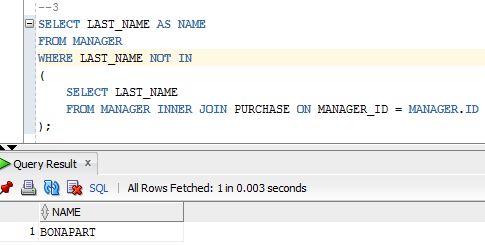 --3
SELECT LAST_NAME AS NAME
FROM MANAGER
WHERE LAST_NAME NOT IN
(
SELECT LAST_NAME
FROM MANAGER INNER JOIN PURCHASE ON MANAGER_ID = MANAGER.ID
);
Query Result x
SQL | All Rows Fetched: 1 in 0.003 seconds
NAME
1 BONAPART